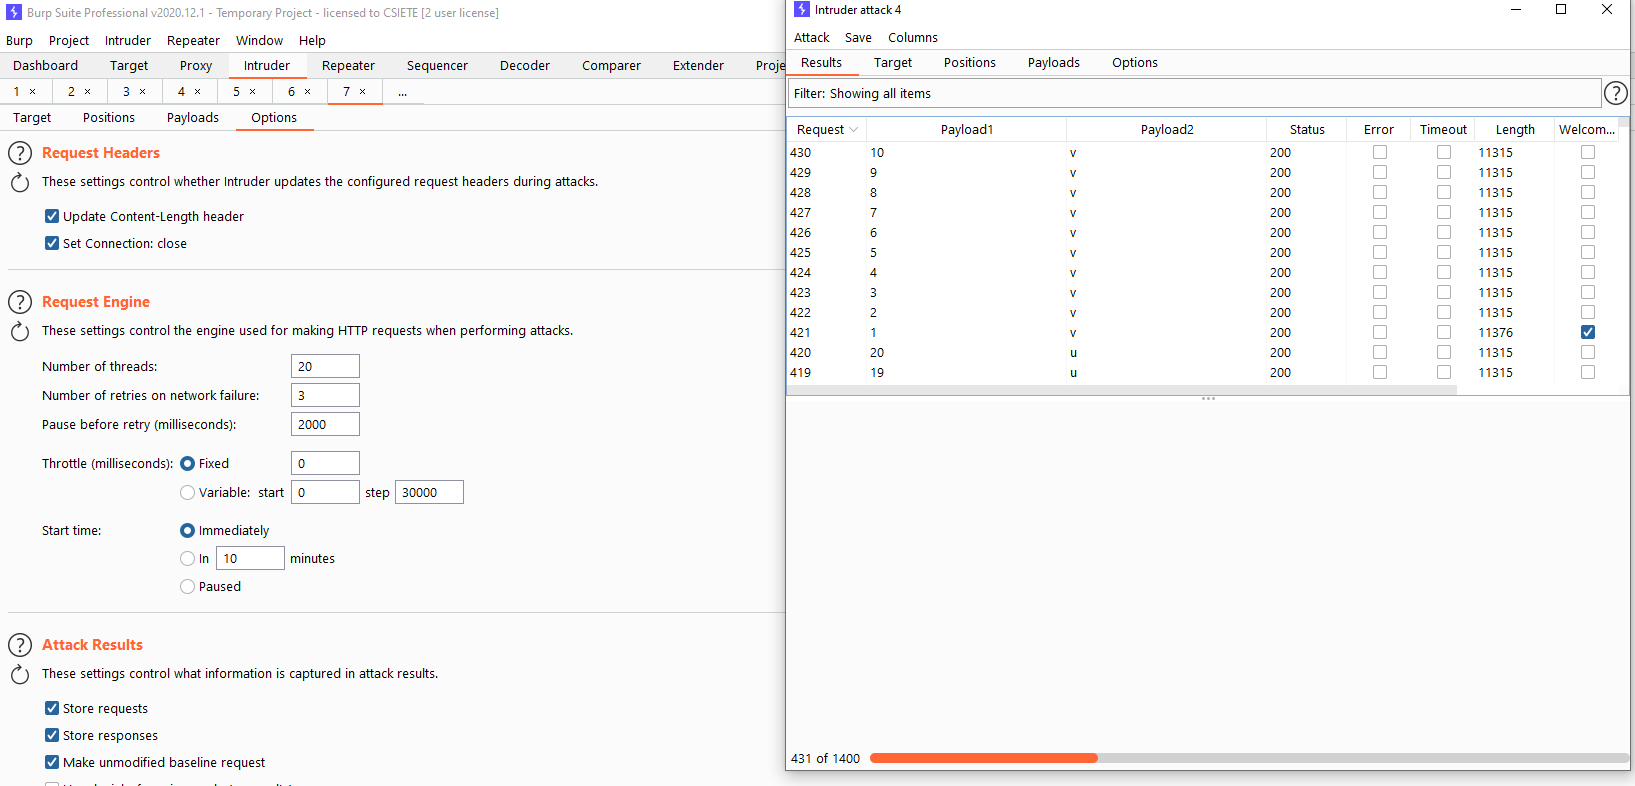 Burp Suite Professional v2020.12.1 - Temporary Project - licensed to CSIETE [2 user license]
Burp Project Intruder Repeater Window Help
Dashboard Target Proxy Intruder Repeater Sequencer Decoder Comparer Extender Proje
1 × 2 × 3 × 4 × 5 × 6 × 7 × ...
Target Positions Payloads Options
? Request Headers
These settings control whether Intruder updates the configured request headers during attacks.
Update Content-Length header
Set Connection: close
? Request Engine
These settings control the engine used for making HTTP requests when performing attacks.
Number of threads: 20
Number of retries on network failure: 3
Pause before retry (milliseconds): 2000
Throttle (milliseconds): Fixed 0
Variable: start 0 step 30000
Start time: Immediately
In 10 minutes
Paused
? Attack Results
These settings control what information is captured in attack results.
Store requests
Store responses
Make unmodified baseline request
Intruder attack 4
Attack Save Columns
Results Target Positions Payloads Options
Filter: Showing all items ?
Request Payload1 Payload2 Status Error Timeout Length Welcom...
430 10 v 200 11315
429 9 v 200 11315
428 8 v 200 11315
427 7 v 200 11315
426 6 v 200 11315
425 5 v 200 11315
424 4 v 200 11315
423 3 v 200 11315
422 2 v 200 11315
421 1 v 200 11376
420 20 u 200 11315
419 19 u 200 11315
431 of 1400